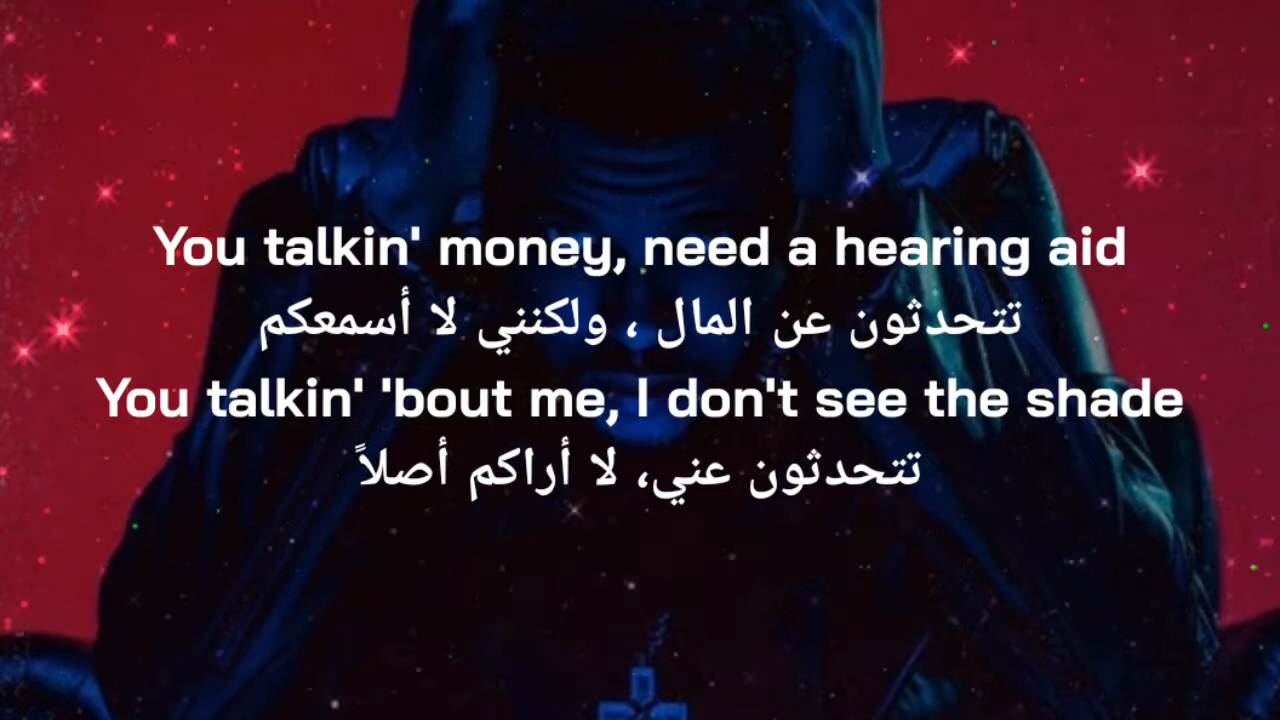 You talkin' money, need a hearing aid
تتحدثون عن المال ، ولكنني لا أسمعكم
You talkin' 'bout me, I don't see the shade
تتحدثون عني، لا أراكم أصلاً